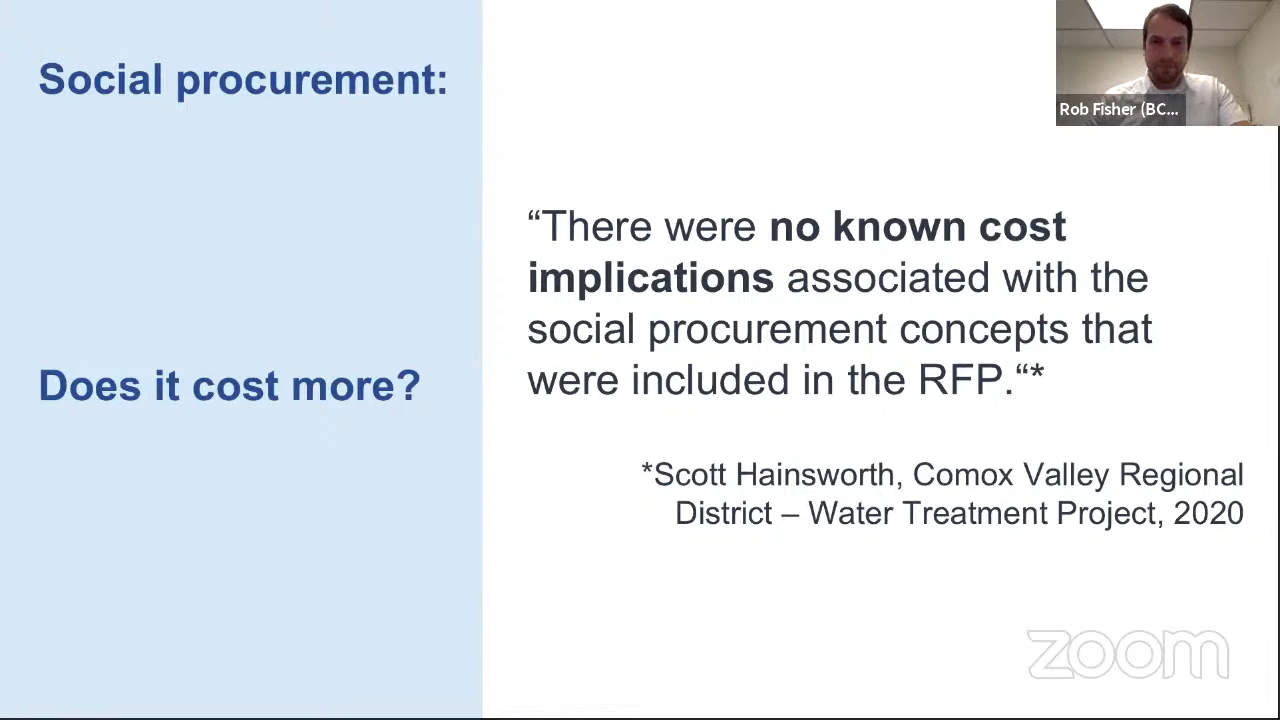 Social procurement:
Does it cost more?
Rob Fisher (BC...
“There were no known cost
implications associated with the
social procurement concepts that
were included in the RFP.“*
*Scott Hainsworth, Comox Valley Regional
District – Water Treatment Project, 2020
zoom